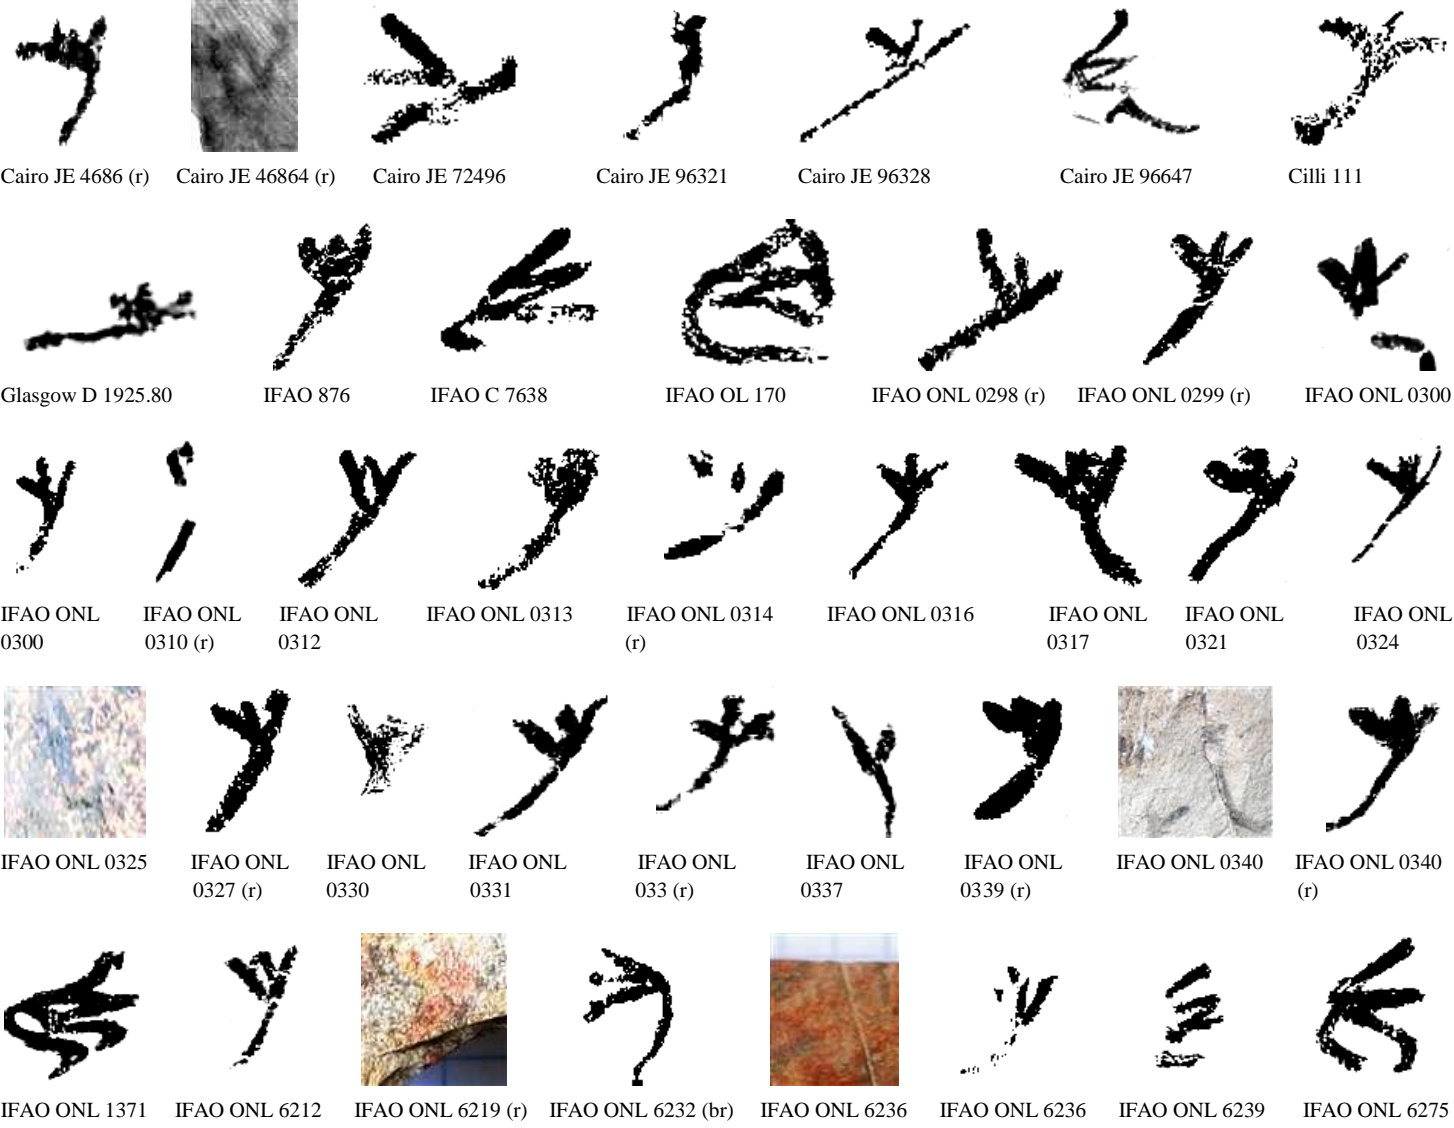 Cairo JE 4686 (r) Cairo JE 46864 (r) Cairo JE 72496 Cairo JE 96321 Cairo JE 96328 Cairo JE 96647 Cilli 111
Glasgow D 1925.80 IFAO 876 IFAO C 7638 IFAO OL 170 IFAO ONL 0298 (r) IFAO ONL 0299 (r) IFAO ONL 0300
IFAO ONL 0300 IFAO ONL 0310 (r) IFAO ONL 0312 IFAO ONL 0313 IFAO ONL 0314 (r) IFAO ONL 0316 IFAO ONL 0317 IFAO ONL 0321 IFAO ONL 0324
IFAO ONL 0325 IFAO ONL 0327 (r) IFAO ONL 0330 IFAO ONL 0331 IFAO ONL 033 (r) IFAO ONL 0337 IFAO ONL 0339 (r) IFAO ONL 0340 IFAO ONL 0340 (r)
IFAO ONL 1371 IFAO ONL 6212 IFAO ONL 6219 (r) IFAO ONL 6232 (br) IFAO ONL 6236 IFAO ONL 6236 IFAO ONL 6239 IFAO ONL 6275